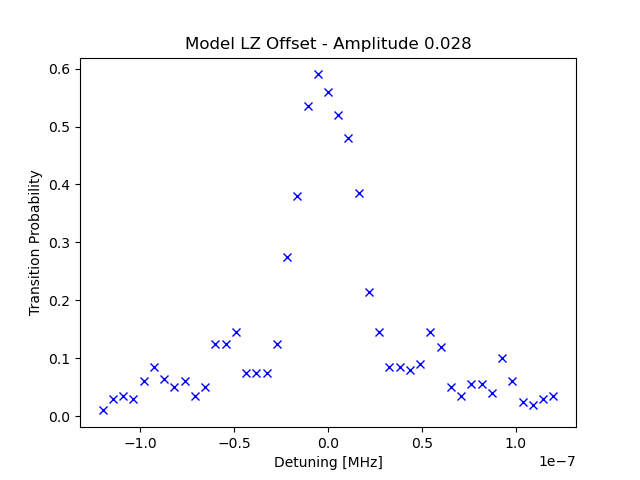 Model LZ Offset - Amplitude 0.028
0.6
0.5
0.4
0.3
0.2
0.1
0.0
Transition Probability
−1.0 −0.5 0.0 0.5 1.0
Detuning [MHz]
1e−7